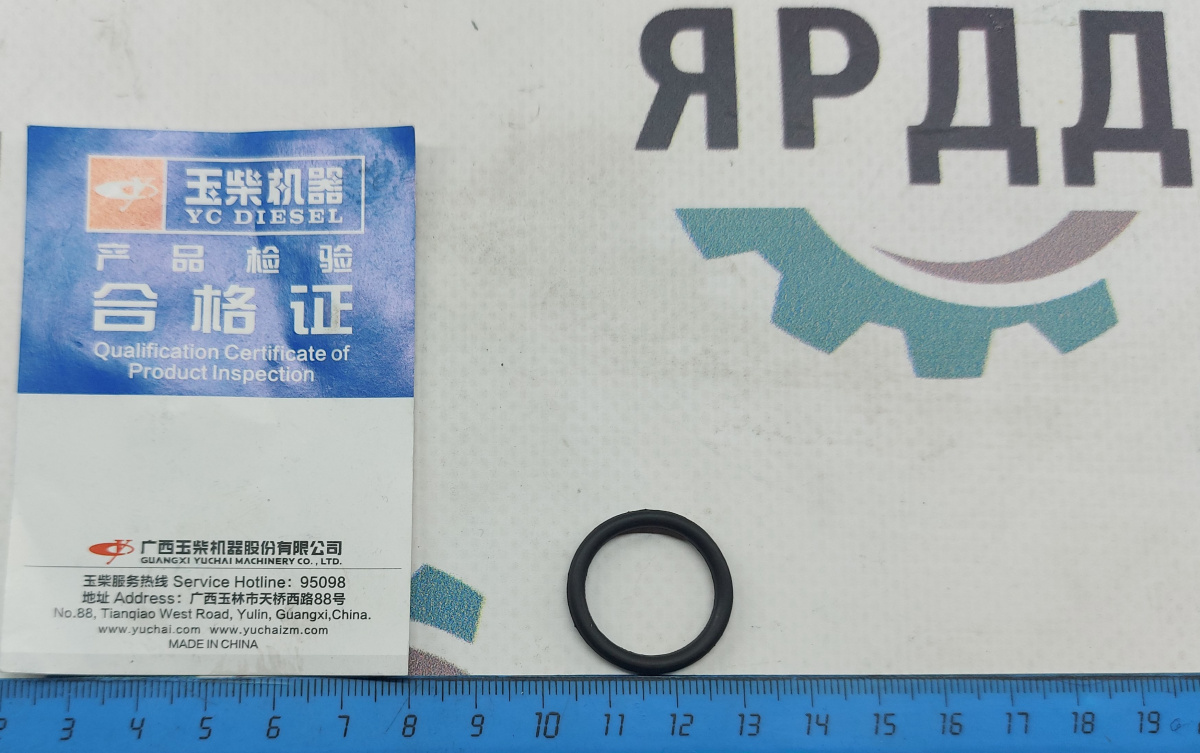 ЯРДД
玉柴机器
YC DIESEL
产品检验
合格证
Qualification Certificate of
Product Inspection
广西玉柴机器股份有限公司
GUANGXI YUCHAI MACHINERY CO., LTD.
玉柴服务热线 Service Hotline: 95098
地址 Address: 广西玉林市天桥西路88号
No.88, Tianqiao West Road, Yulin, Guangxi,China.
www.yuchai.com www.yuchaizm.com
MADE IN CHINA
3 4 5 6 7 8 9 10 11 12 13 14 15 16 17 18 19